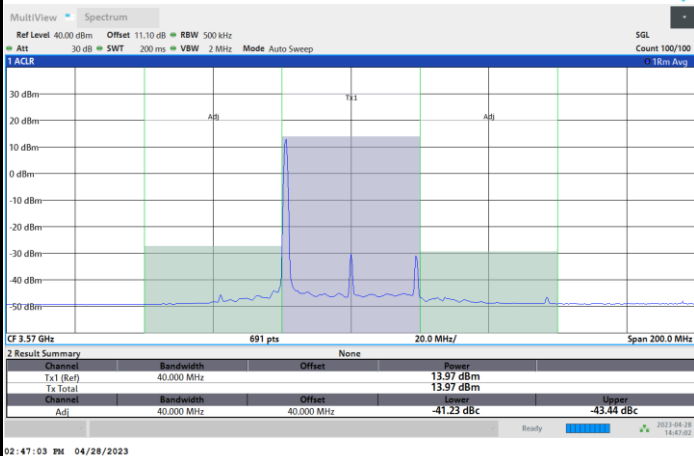 MultiView Spectrum
Ref Level 40.00 dBm Offset 11.10 dB RBW 500 kHz SGL
Att 30 dB SWT 200 ms VBW 2 MHz Mode Auto Sweep Count 100/100
1 ACLR 1Rm Avg
30 dBm
Tx1
20 dBm
Adj Adj
10 dBm
0 dBm
-10 dBm
-20 dBm
-30 dBm
-40 dBm
-50 dBm
CF 3.57 GHz 691 pts 20.0 MHz/ Span 200.0 MHz
2 Result Summary None
Channel Bandwidth Offset Power
Tx1 (Ref) 40.000 MHz 13.97 dBm
Tx Total 13.97 dBm
Channel Bandwidth Offset Lower Upper
Adj 40.000 MHz 40.000 MHz -41.23 dBc -43.44 dBc
Ready 2023-04-28
14:47:02
02:47:03 PM 04/28/2023